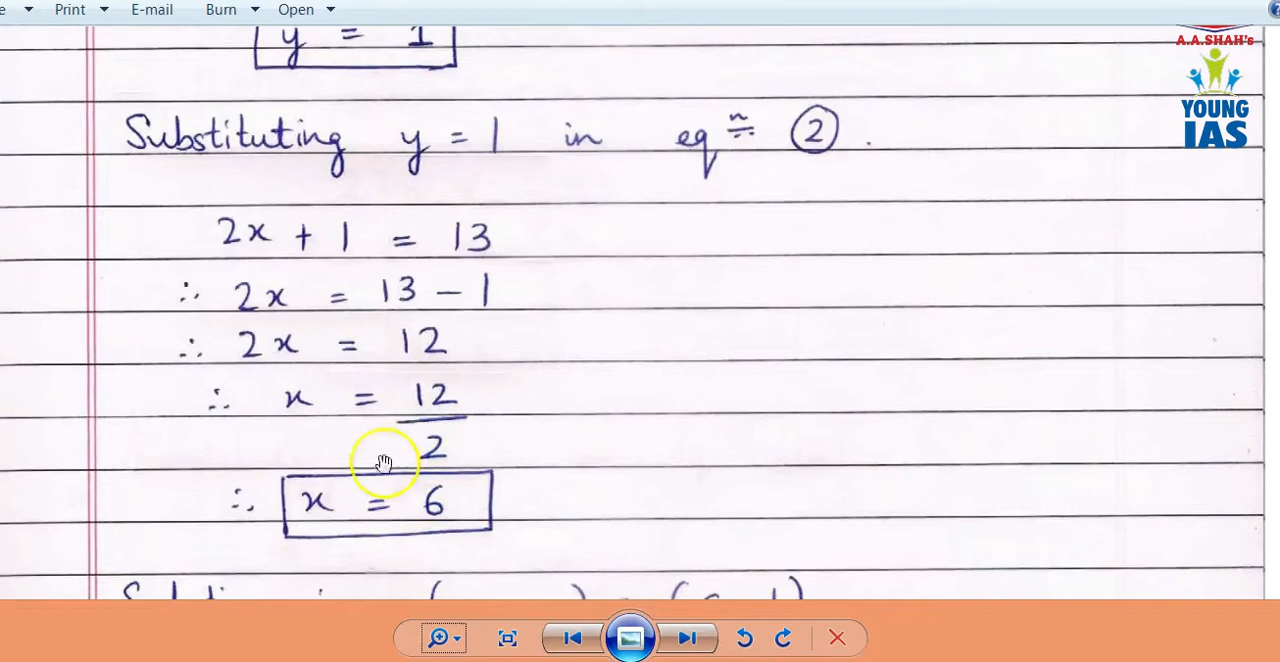 Print Burn Open
E-mail
A.A.SHAH's
YOUNG
IAS
y = 1
Substituting y = 1 in eqⁿ ②.
2x + 1 = 13
∴ 2x = 13 - 1
∴ 2x = 12
∴ x = 12
2
∴ x = 6